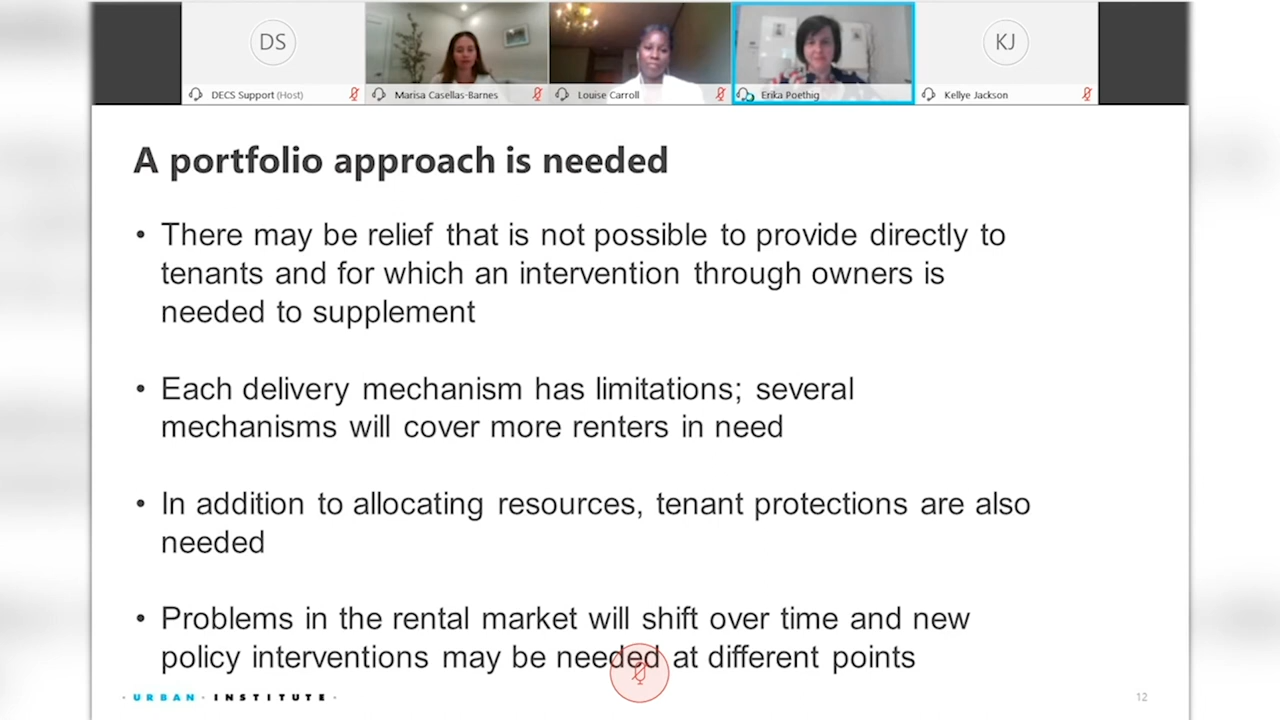 DS
KJ
DECS Support (Host)
Marisa Casellas-Barnes
Louise Carroll
Erika Poethig
Kellye Jackson
A portfolio approach is needed
• There may be relief that is not possible to provide directly to
tenants and for which an intervention through owners is
needed to supplement
• Each delivery mechanism has limitations; several
mechanisms will cover more renters in need
• In addition to allocating resources, tenant protections are also
needed
• Problems in the rental market will shift over time and new
policy interventions may be needed at different points
· URBAN · INSTITUTE ·
12